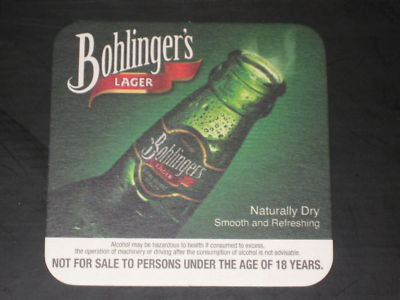 Bohlinger's
LAGER
Bohlinger's
LAGER
Naturally Dry
Smooth and Refreshing
Alcohol may be hazardous to health if consumed to excess,
the operation of machinery or driving after the consumption of alcohol is not advisable.
NOT FOR SALE TO PERSONS UNDER THE AGE OF 18 YEARS.